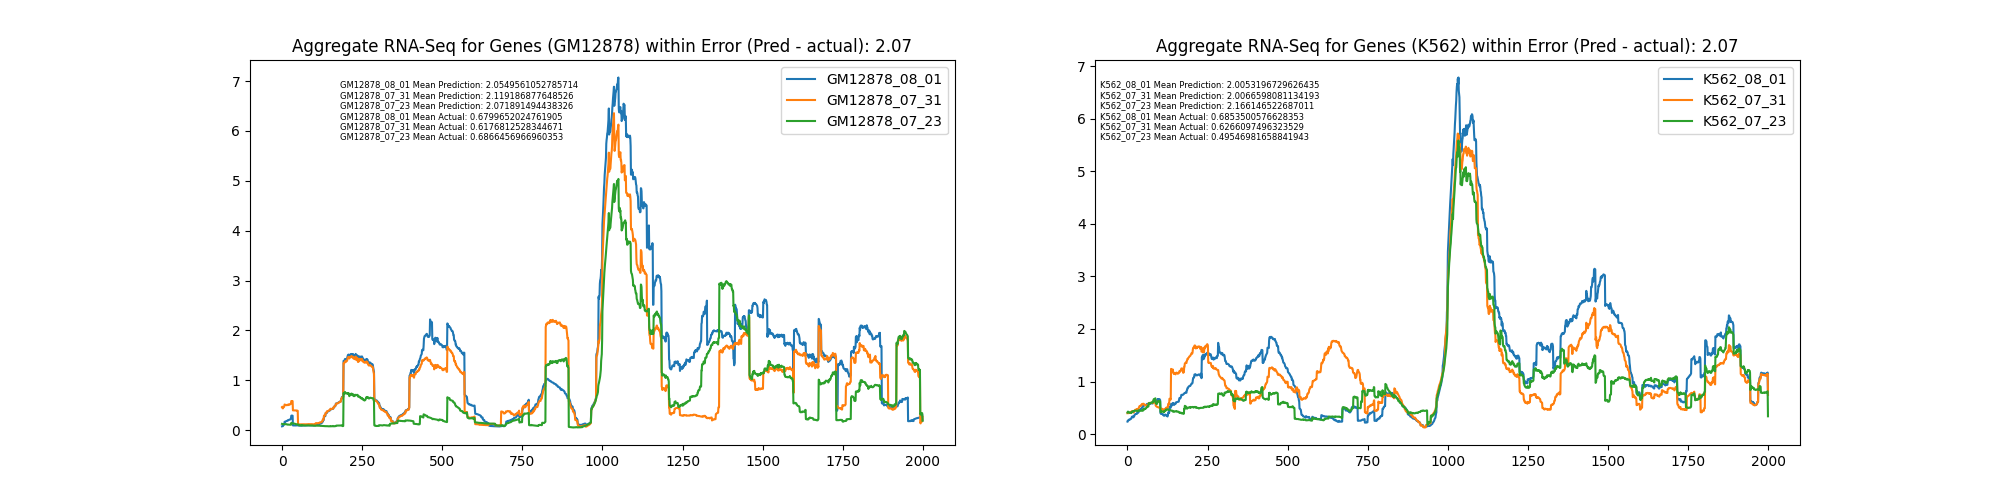 Aggregate RNA-Seq for Genes (GM12878) within Error (Pred - actual): 2.07
GM12878_08_01 Mean Prediction: 2.0549561052785714
GM12878_07_31 Mean Prediction: 2.119186877648526
GM12878_07_23 Mean Prediction: 2.071891494438326
GM12878_08_01 Mean Actual: 0.6799652024761905
GM12878_07_31 Mean Actual: 0.6176812528344671
GM12878_07_23 Mean Actual: 0.6866456966960353
GM12878_08_01
GM12878_07_31
GM12878_07_23
7
6
5
4
3
2
1
0
0 250 500 750 1000 1250 1500 1750 2000
Aggregate RNA-Seq for Genes (K562) within Error (Pred - actual): 2.07
K562_08_01 Mean Prediction: 2.0053196729626435
K562_07_31 Mean Prediction: 2.0066598081134193
K562_07_23 Mean Prediction: 2.166146522687011
K562_08_01 Mean Actual: 0.6853500576628353
K562_07_31 Mean Actual: 0.6266097496323529
K562_07_23 Mean Actual: 0.49546981658841943
K562_08_01
K562_07_31
K562_07_23
7
6
5
4
3
2
1
0
0 250 500 750 1000 1250 1500 1750 2000